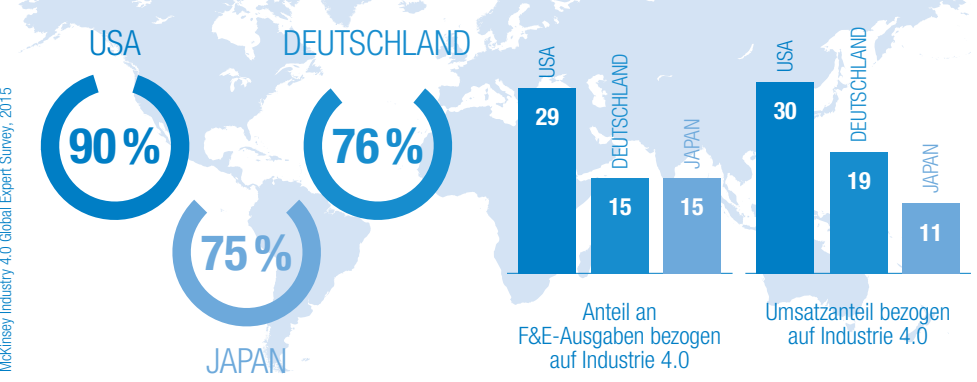 USA
90 %
DEUTSCHLAND
76 %
75 %
JAPAN
USA
29
DEUTSCHLAND
15
JAPAN
15
Anteil an
F&E-Ausgaben bezogen
auf Industrie 4.0
USA
30
DEUTSCHLAND
19
JAPAN
11
Umsatzanteil bezogen
auf Industrie 4.0
McKinsey Industry 4.0 Global Expert Survey, 2015